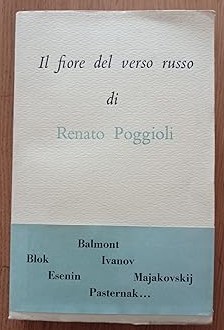 Il fiore del verso russo
di
Renato Poggioli
Balmont
Blok Ivanov
Esenin Majakovskij
Pasternak...